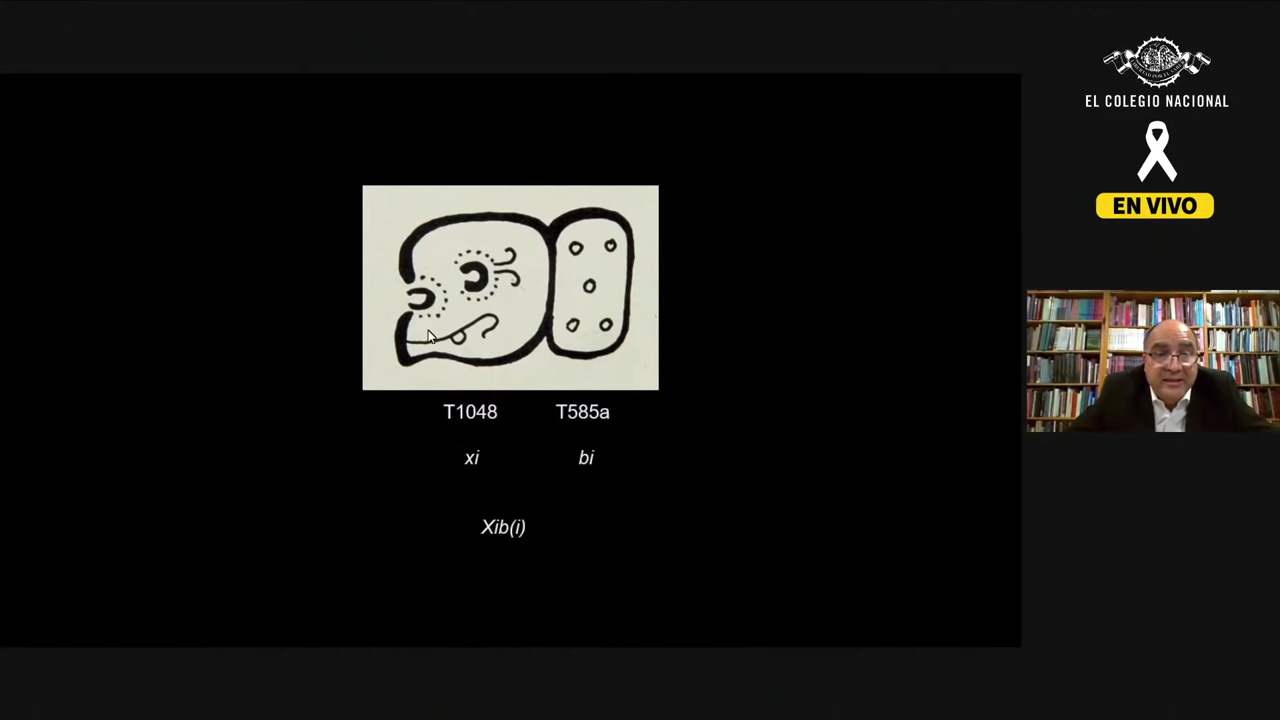 EL COLEGIO NACIONAL
EN VIVO
T1048 T585a
xi bi
Xib(i)